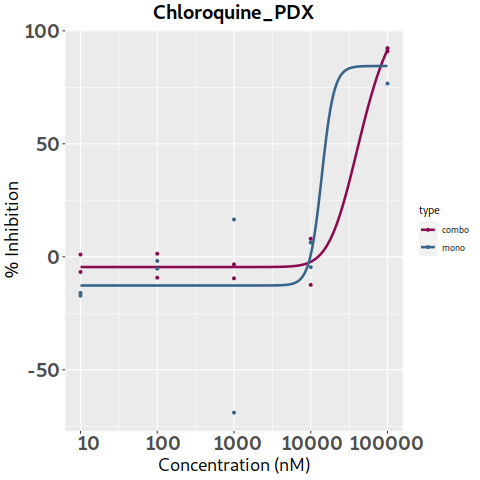 Chloroquine_PDX
100
50
0
-50
% Inhibition
10 100 1000 10000 100000
Concentration (nM)
type
combo
mono